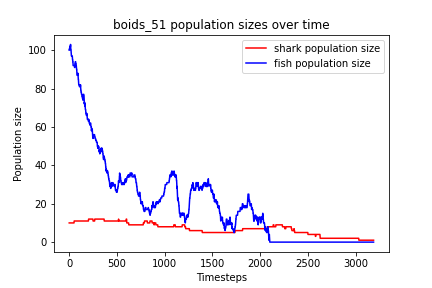 boids_51 population sizes over time
shark population size
fish population size
Population size
100
80
60
40
20
0
0 500 1000 1500 2000 2500 3000
Timesteps